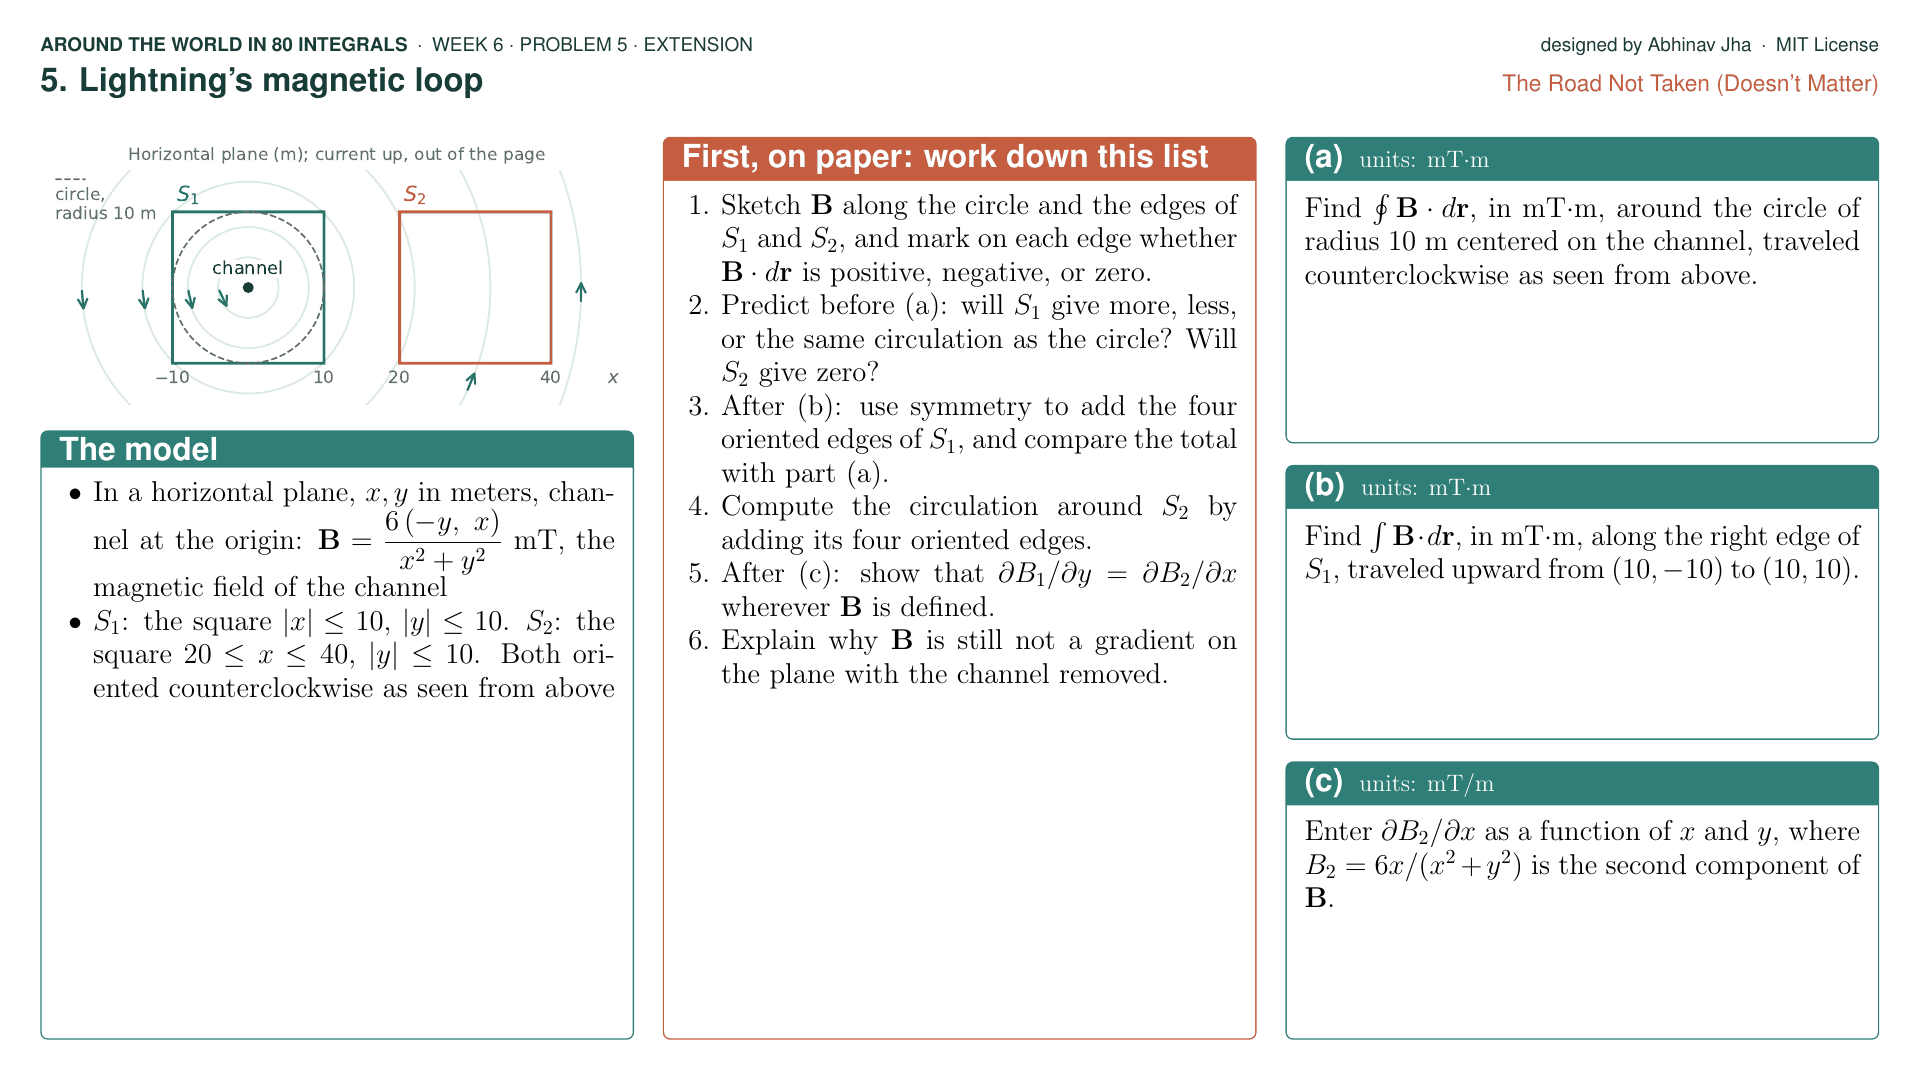 AROUND THE WORLD IN 80 INTEGRALS · WEEK 6 · PROBLEM 5 · EXTENSION
designed by Abhinav Jha · MIT License
5. Lightning’s magnetic loop
The Road Not Taken (Doesn’t Matter)
Horizontal plane (m); current up, out of the page
circle,
radius 10 m
S₁
S₂
channel
−10
10
20
40
x
The model
• In a horizontal plane, x, y in meters, chan-
nel at the origin: B = 6 (−y, x) / (x² + y²) mT, the
magnetic field of the channel
• S₁: the square |x| ≤ 10, |y| ≤ 10. S₂: the
square 20 ≤ x ≤ 40, |y| ≤ 10. Both ori-
ented counterclockwise as seen from above
First, on paper: work down this list
1. Sketch B along the circle and the edges of
S₁ and S₂, and mark on each edge whether
B · dr is positive, negative, or zero.
2. Predict before (a): will S₁ give more, less,
or the same circulation as the circle? Will
S₂ give zero?
3. After (b): use symmetry to add the four
oriented edges of S₁, and compare the total
with part (a).
4. Compute the circulation around S₂ by
adding its four oriented edges.
5. After (c): show that ∂B₁/∂y = ∂B₂/∂x
wherever B is defined.
6. Explain why B is still not a gradient on
the plane with the channel removed.
(a) units: mT·m
Find ∮ B · dr, in mT·m, around the circle of
radius 10 m centered on the channel, traveled
counterclockwise as seen from above.
(b) units: mT·m
Find ∫ B·dr, in mT·m, along the right edge of
S₁, traveled upward from (10, −10) to (10, 10).
(c) units: mT/m
Enter ∂B₂/∂x as a function of x and y, where
B₂ = 6x/(x² + y²) is the second component of
B.